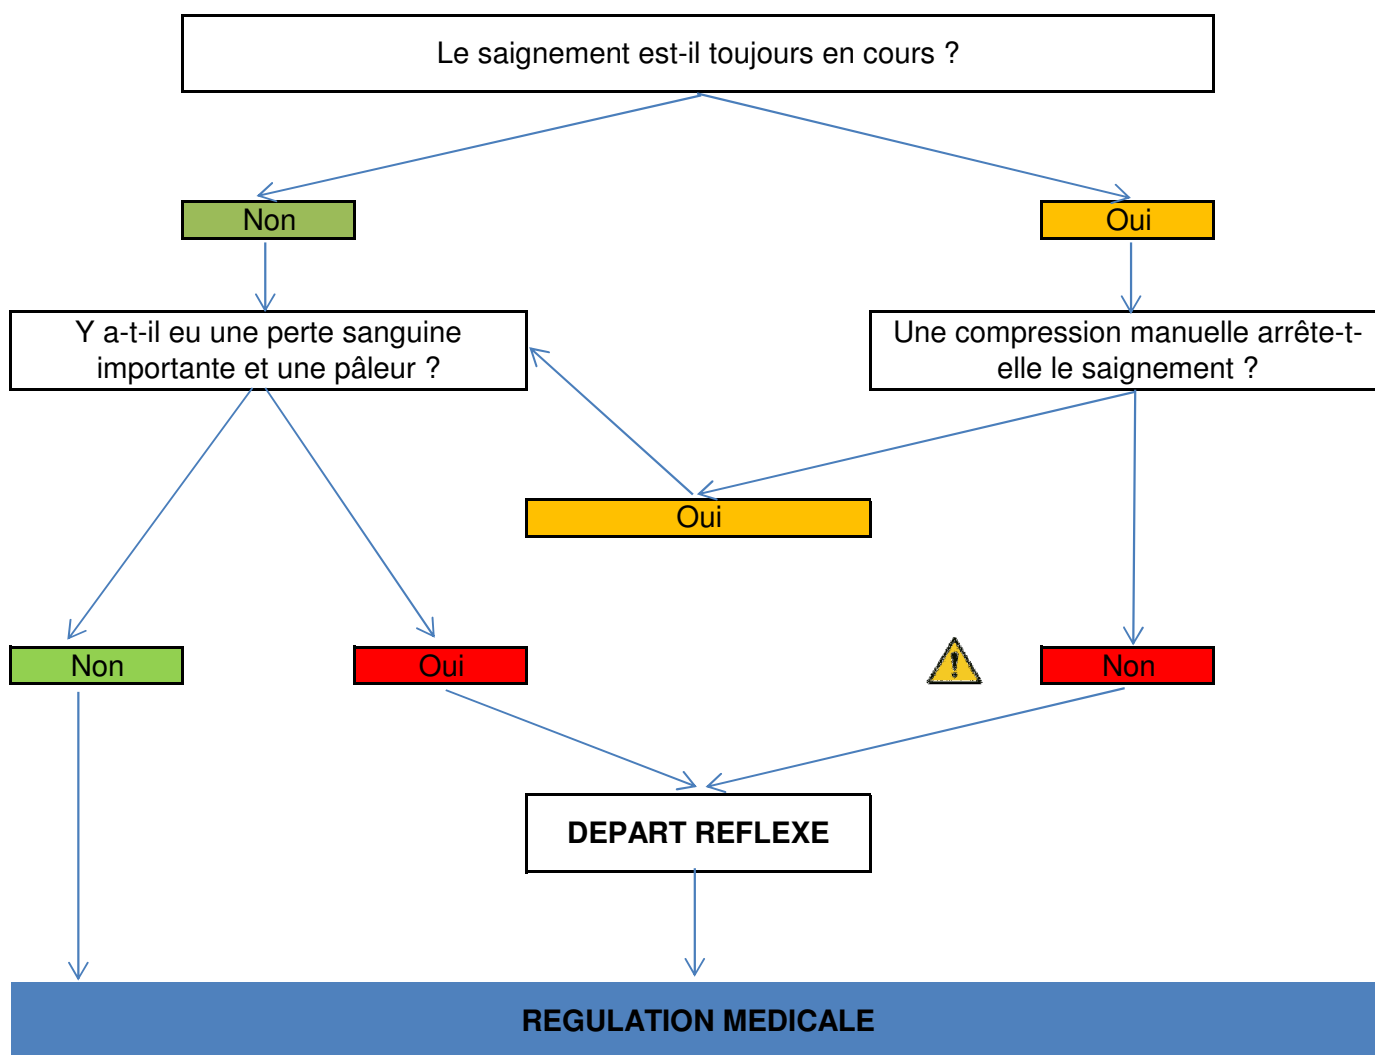 Le saignement est-il toujours en cours ?
Non
Oui
Y a-t-il eu une perte sanguine
importante et une pâleur ?
Une compression manuelle arrête-t-
elle le saignement ?
Oui
Non
Oui
!
Non
DEPART REFLEXE
REGULATION MEDICALE